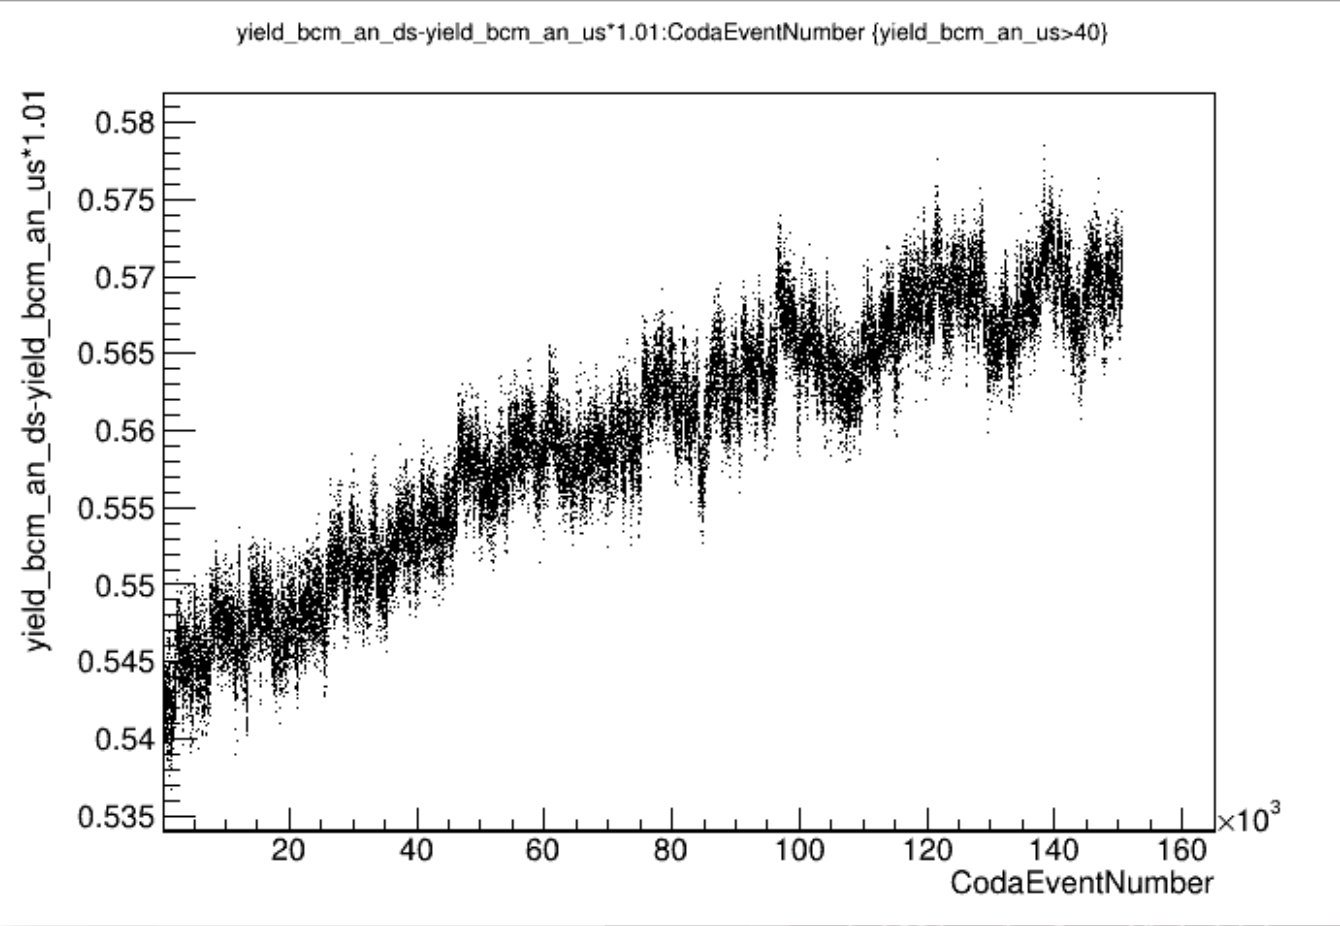 yield_bcm_an_ds-yield_bcm_an_us*1.01:CodaEventNumber {yield_bcm_an_us>40}
yield_bcm_an_ds-yield_bcm_an_us*1.01
0.58
0.575
0.57
0.565
0.56
0.555
0.55
0.545
0.54
0.535
20 40 60 80 100 120 140 160
×10³
CodaEventNumber